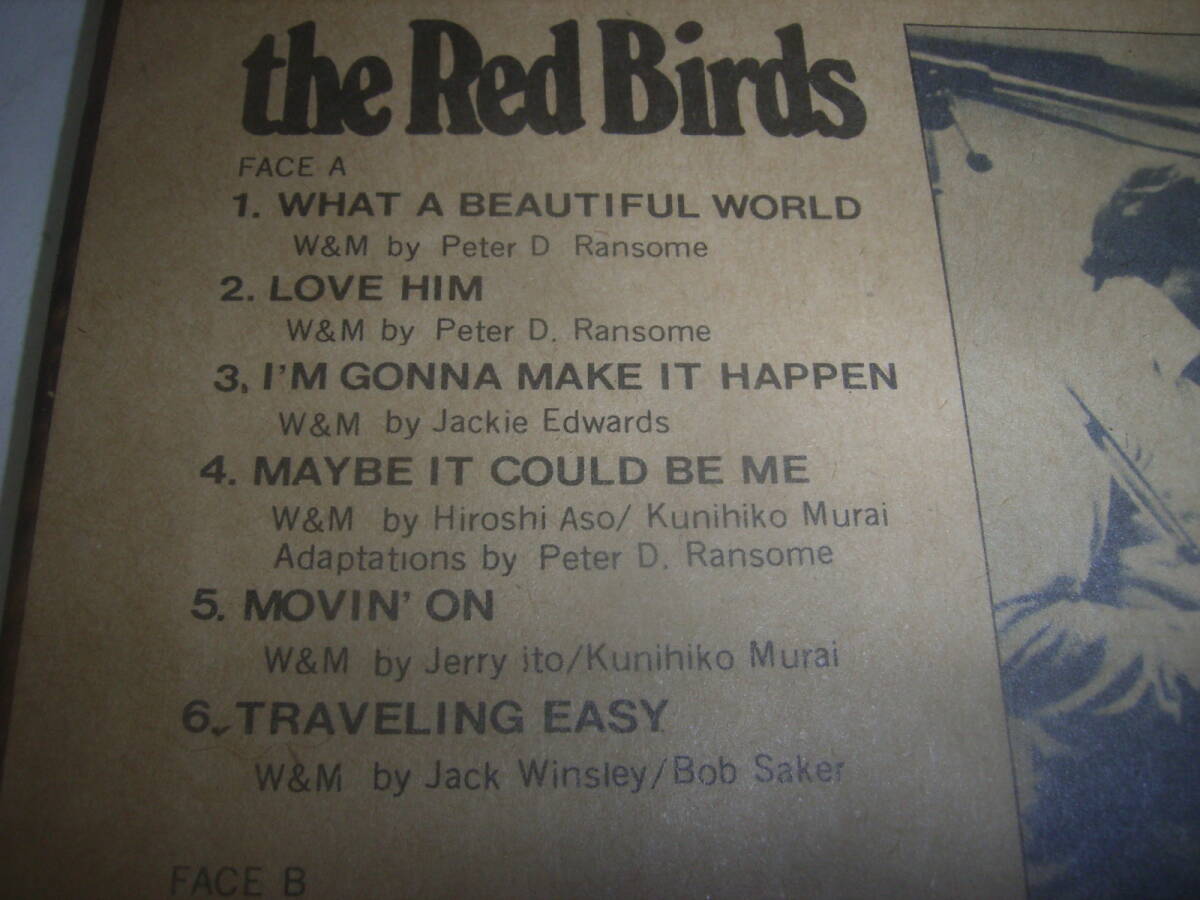 the Red Birds
FACE A
1. WHAT A BEAUTIFUL WORLD
W&M by Peter D Ransome
2. LOVE HIM
W&M by Peter D. Ransome
3, I'M GONNA MAKE IT HAPPEN
W&M by Jackie Edwards
4. MAYBE IT COULD BE ME
W&M by Hiroshi Aso/ Kunihiko Murai
Adaptations by Peter D. Ransome
5. MOVIN' ON
W&M by Jerry ito/Kunihiko Murai
6. TRAVELING EASY
W&M by Jack Winsley/Bob Saker
FACE B